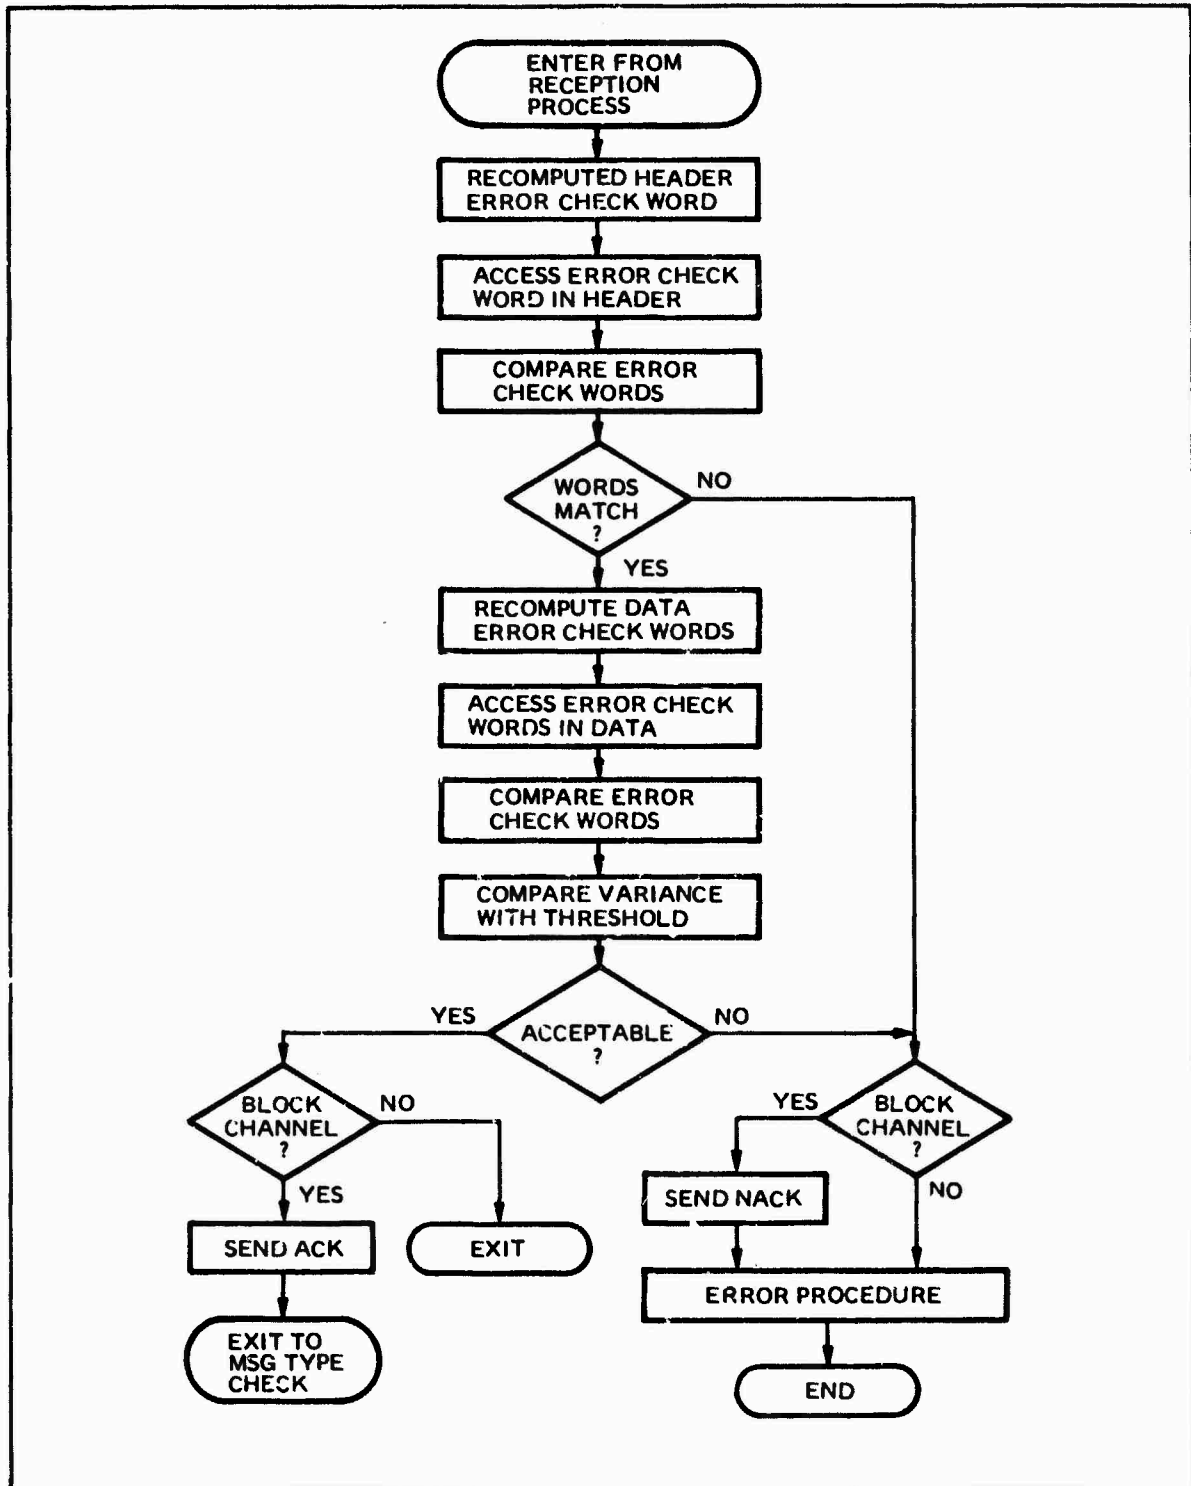 ENTER FROM
RECEPTION
PROCESS
RECOMPUTED HEADER
ERROR CHECK WORD
ACCESS ERROR CHECK
WORD IN HEADER
COMPARE ERROR
CHECK WORDS
WORDS
MATCH
?
NO
YES
RECOMPUTE DATA
ERROR CHECK WORDS
ACCESS ERROR CHECK
WORDS IN DATA
COMPARE ERROR
CHECK WORDS
COMPARE VARIANCE
WITH THRESHOLD
YES
ACCEPTABLE
?
NO
BLOCK
CHANNEL
?
NO
YES
SEND ACK
EXIT
EXIT TO
MSG TYPE
CHECK
YES
BLOCK
CHANNEL
?
NO
SEND NACK
ERROR PROCEDURE
END